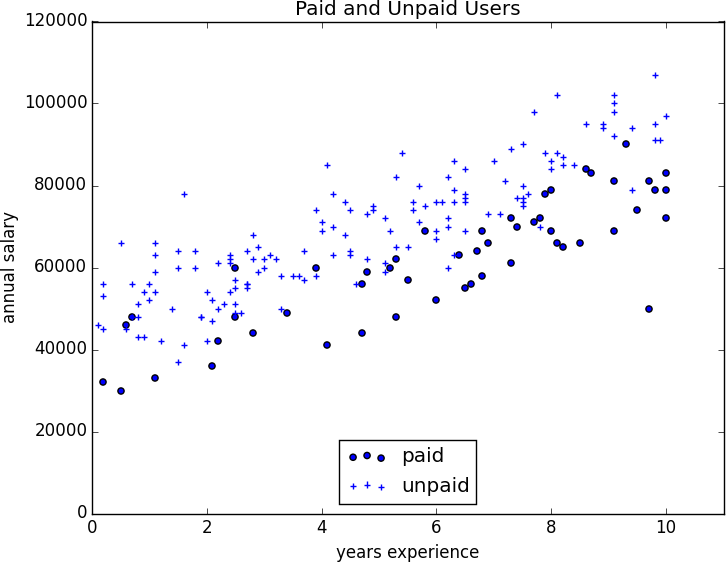 Paid and Unpaid Users
120000
100000
80000
60000
40000
20000
0
annual salary
paid
unpaid
0 2 4 6 8 10
years experience